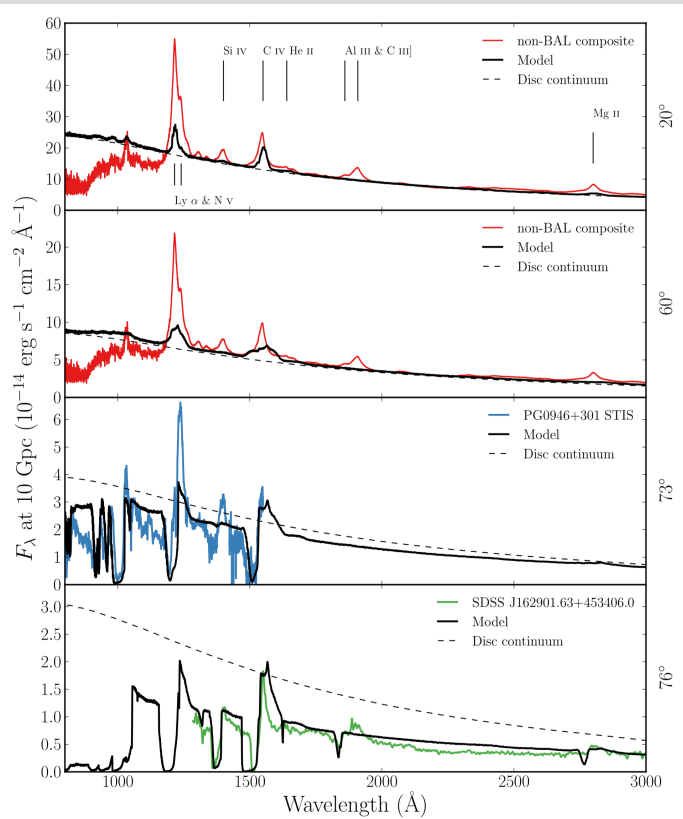 60
50
40
30
20
10
0
Si IV
C IV He II
Al III & C III]
Mg II
Ly α & N V
non-BAL composite
Model
Disc continuum
20°
20
15
10
5
0
non-BAL composite
Model
Disc continuum
60°
6
5
4
3
2
1
0
PG0946+301 STIS
Model
Disc continuum
73°
3.0
2.5
2.0
1.5
1.0
0.5
0.0
SDSS J162901.63+453406.0
Model
Disc continuum
76°
1000
1500
2000
2500
3000
Wavelength (Å)
F_λ at 10 Gpc (10⁻¹⁴ erg s⁻¹ cm⁻² Å⁻¹)